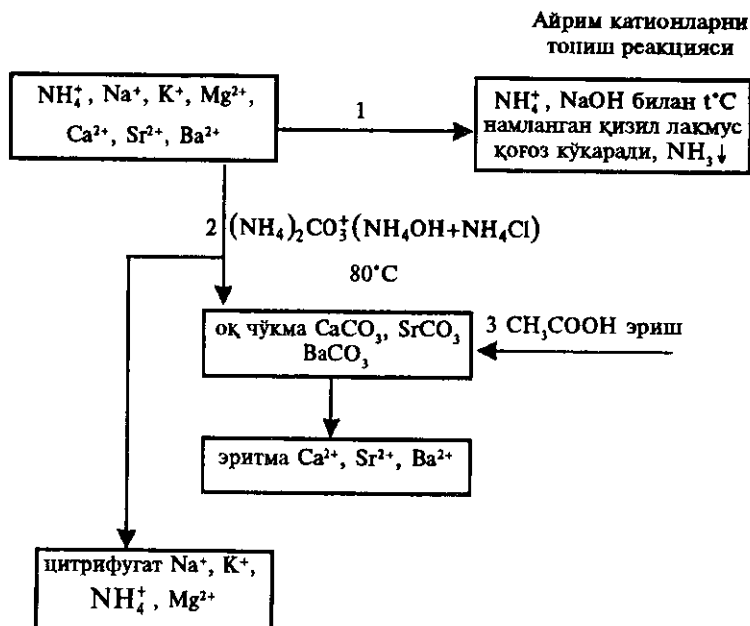 Айрим катионларни
топиш реакцияси
NH₄⁺, Na⁺, K⁺, Mg²⁺,
Ca²⁺, Sr²⁺, Ba²⁺
1
NH₄⁺, NaOH билан t°C
намланган қизил лакмус
қоғоз кўкаради, NH₃↓
2 (NH₄)₂CO₃⁺(NH₄OH+NH₄Cl)
80°C
оқ чўкма CaCO₃, SrCO₃
BaCO₃
3 CH₃COOH эриш
эритма Ca²⁺, Sr²⁺, Ba²⁺
цитрифугат Na⁺, K⁺,
NH₄⁺, Mg²⁺